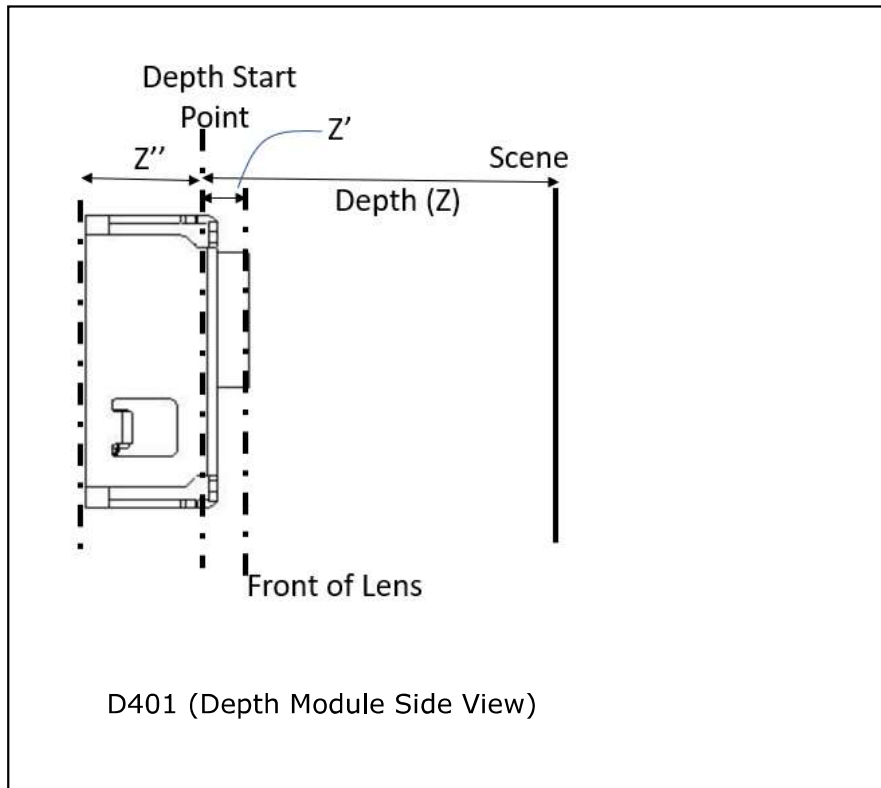 Depth Start
Point
Z'
Z''
Scene
Depth (Z)
Front of Lens
D401 (Depth Module Side View)